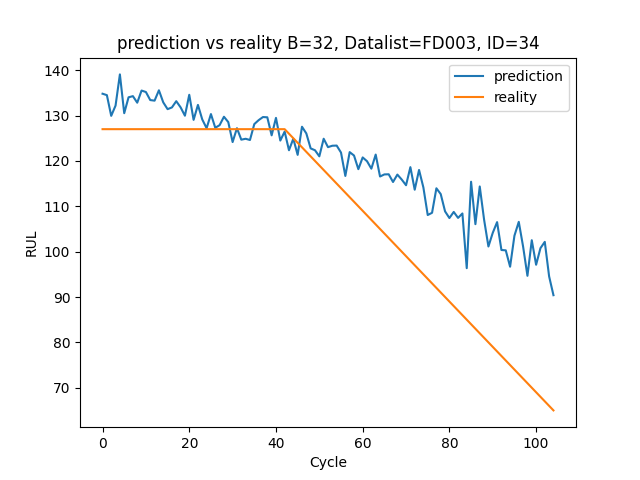 prediction vs reality B=32, Datalist=FD003, ID=34
prediction
reality
RUL
140
130
120
110
100
90
80
70
0 20 40 60 80 100
Cycle